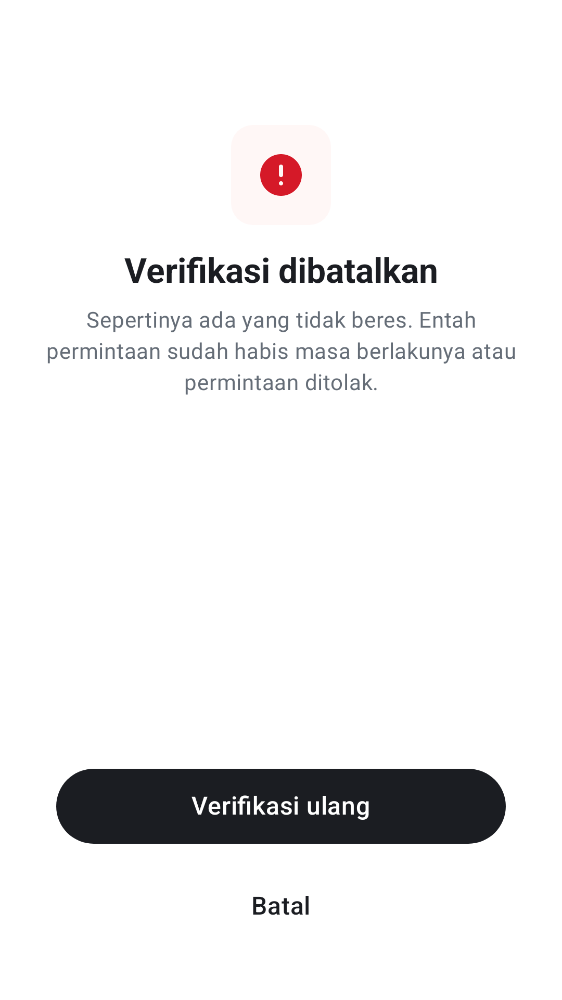 Verifikasi dibatalkan
Sepertinya ada yang tidak beres. Entah
permintaan sudah habis masa berlakunya atau
permintaan ditolak.
Verifikasi ulang
Batal